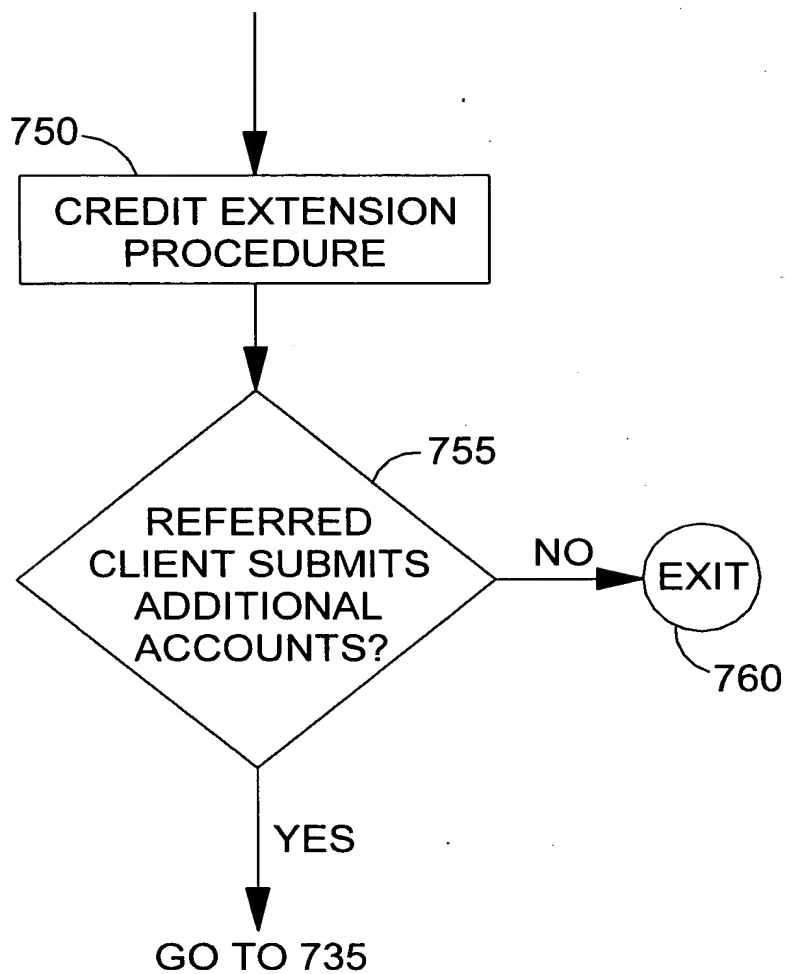 750
CREDIT EXTENSION
PROCEDURE
755
REFERRED
CLIENT SUBMITS
ADDITIONAL
ACCOUNTS?
NO
EXIT
760
YES
GO TO 735